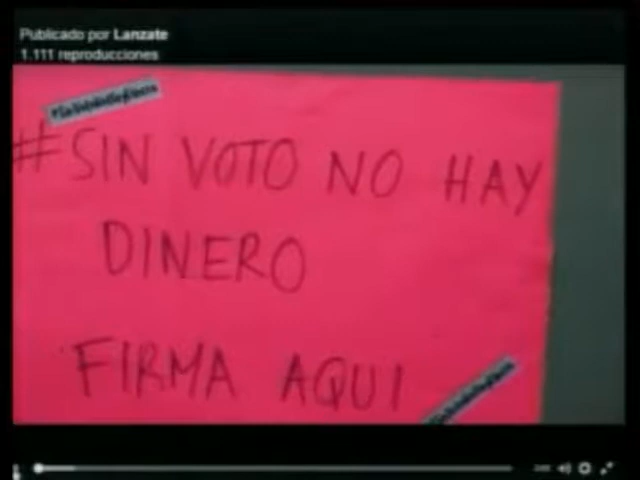 Publicado por Lanzate
1.111 reproducciones
#SIN VOTO NO HAY
DINERO
FIRMA AQUI